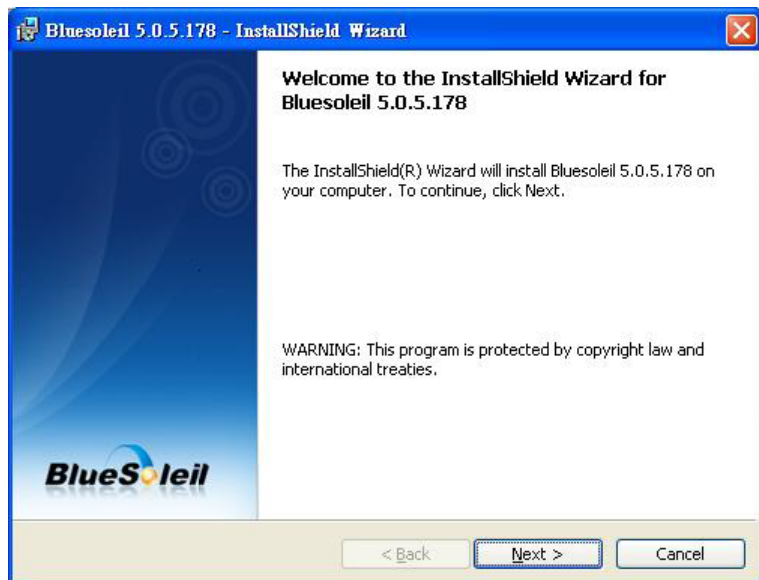 Bluesoleil 5.0.5.178 - InstallShield Wizard
Welcome to the InstallShield Wizard for
Bluesoleil 5.0.5.178
The InstallShield(R) Wizard will install Bluesoleil 5.0.5.178 on
your computer. To continue, click Next.
WARNING: This program is protected by copyright law and
international treaties.
BlueSoleil
< Back
Next >
Cancel